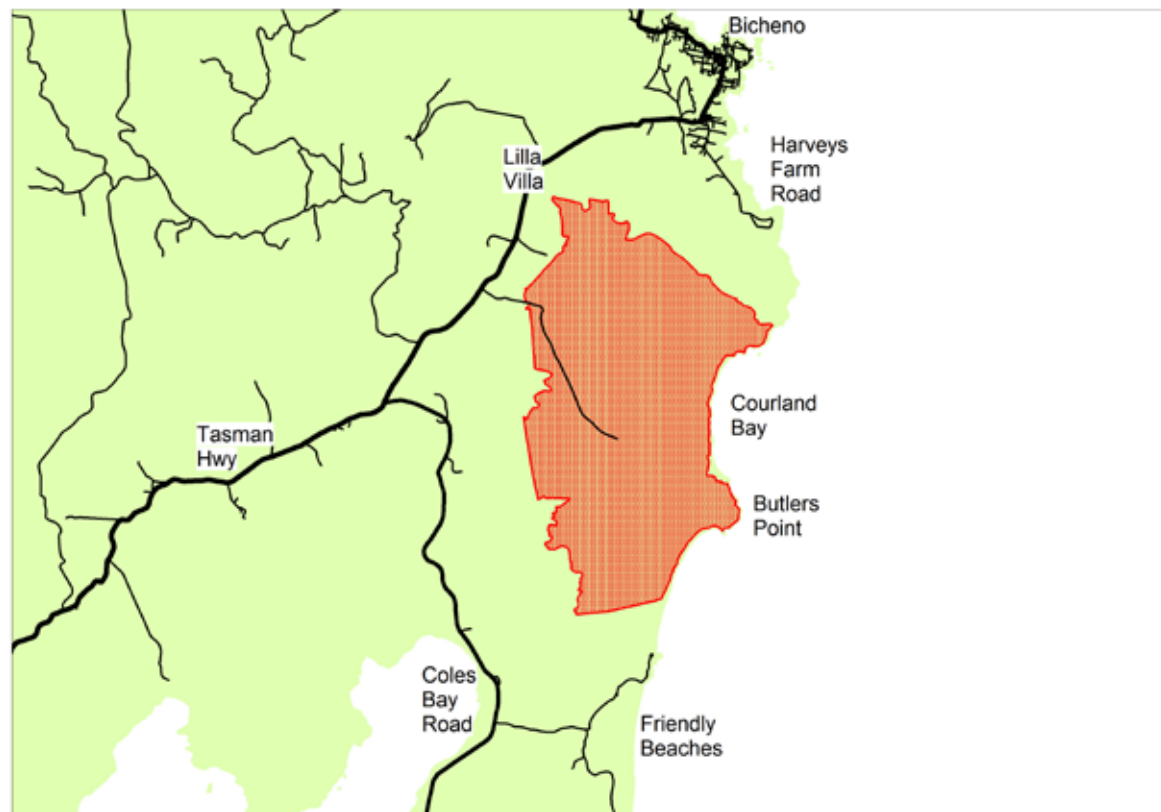 Bicheno
Harveys
Farm
Road
Lilla
Villa
Courland
Bay
Tasman
Hwy
Butlers
Point
Coles
Bay
Road
Friendly
Beaches